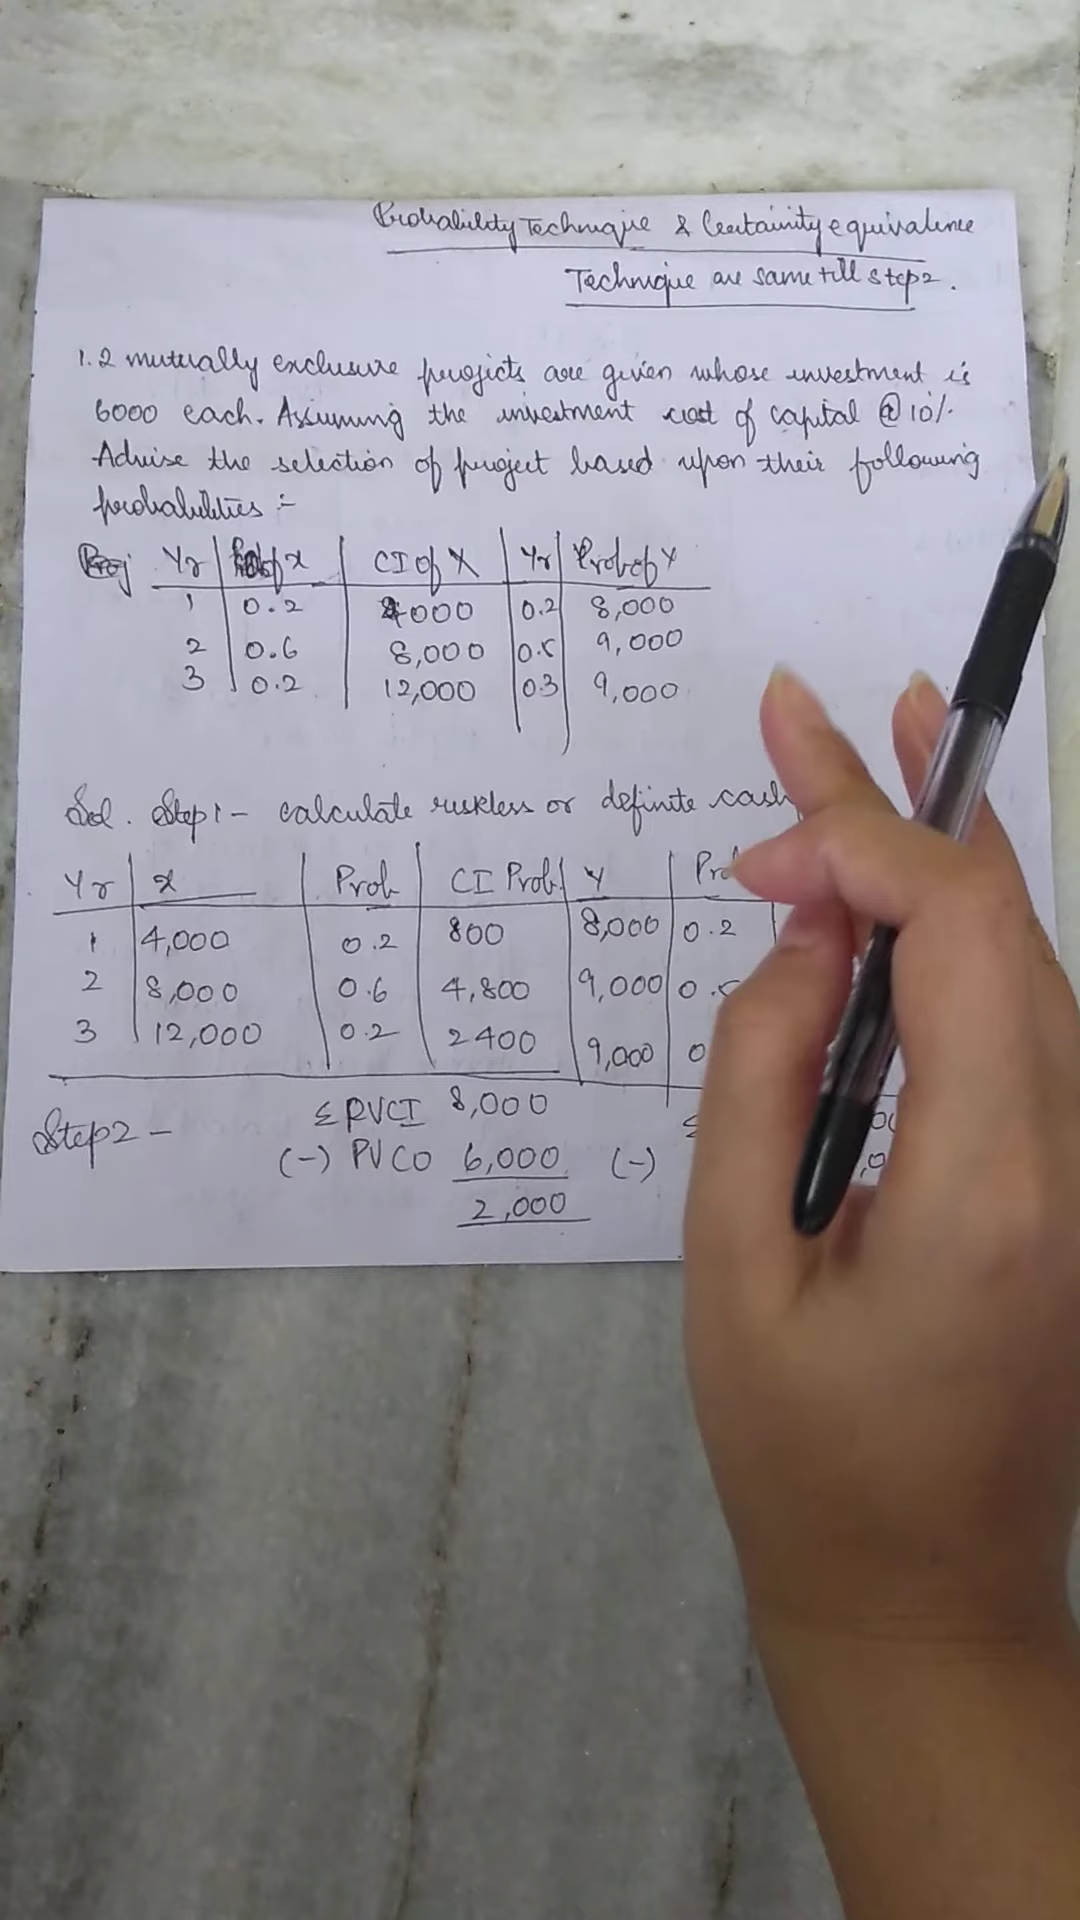 Probability Technique & Certainity equivalence
Technique are same till step 2.
1. 2 mutually exclusive projects are given whose investment is
6000 each. Assuming the investment cost of capital @ 10%.
Advise the selection of project based upon their following
probabilities :-
Proj Yr Prob of x CI of X Yr Prob of Y
1 0.2 4000 0.2 8,000
2 0.6 8,000 0.5 9,000
3 0.2 12,000 0.3 9,000
Sol. Step 1 - calculate riskless or definite cash
Yr x Prob CI Prob. Y
1 4,000 0.2 800 8,000 0.2
2 8,000 0.6 4,800 9,000
3 12,000 0.2 2400 9,000
Step 2 - Σ PVCI 8,000
(-) PVCO 6,000 (-)
2,000